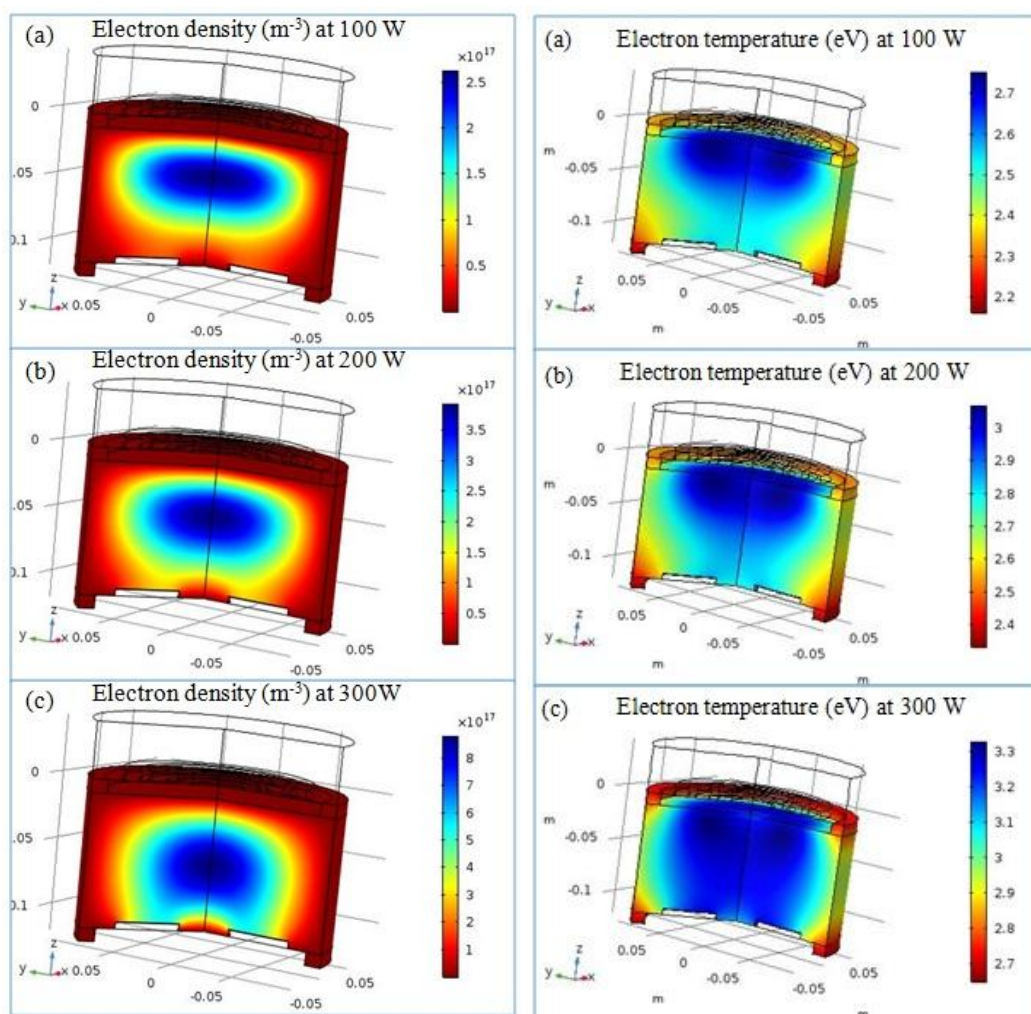 (a) Electron density (m⁻³) at 100 W
×10¹⁷
2.5
2
1.5
1
0.5
0
.05
0.1
z
y
x
0.05
0
-0.05
-0.05
0.05
(a) Electron temperature (eV) at 100 W
2.7
2.6
2.5
2.4
2.3
2.2
0
m
-0.05
-0.1
z
y
x
0.05
0
-0.05
-0.05
0.05
m
m
(b) Electron density (m⁻³) at 200 W
×10¹⁷
3.5
3
2.5
2
1.5
1
0.5
0
.05
0.1
z
y
x
0.05
0
-0.05
-0.05
0.05
(b) Electron temperature (eV) at 200 W
3
2.9
2.8
2.7
2.6
2.5
2.4
0
m
-0.05
-0.1
z
y
x
0.05
0
-0.05
-0.05
0.05
m
m
(c) Electron density (m⁻³) at 300W
×10¹⁷
8
7
6
5
4
3
2
1
0
.05
0.1
z
y
x
0.05
0
-0.05
-0.05
0.05
(c) Electron temperature (eV) at 300 W
3.3
3.2
3.1
3
2.9
2.8
2.7
0
m
-0.05
-0.1
z
y
x
0.05
0
-0.05
-0.05
0.05
m
m